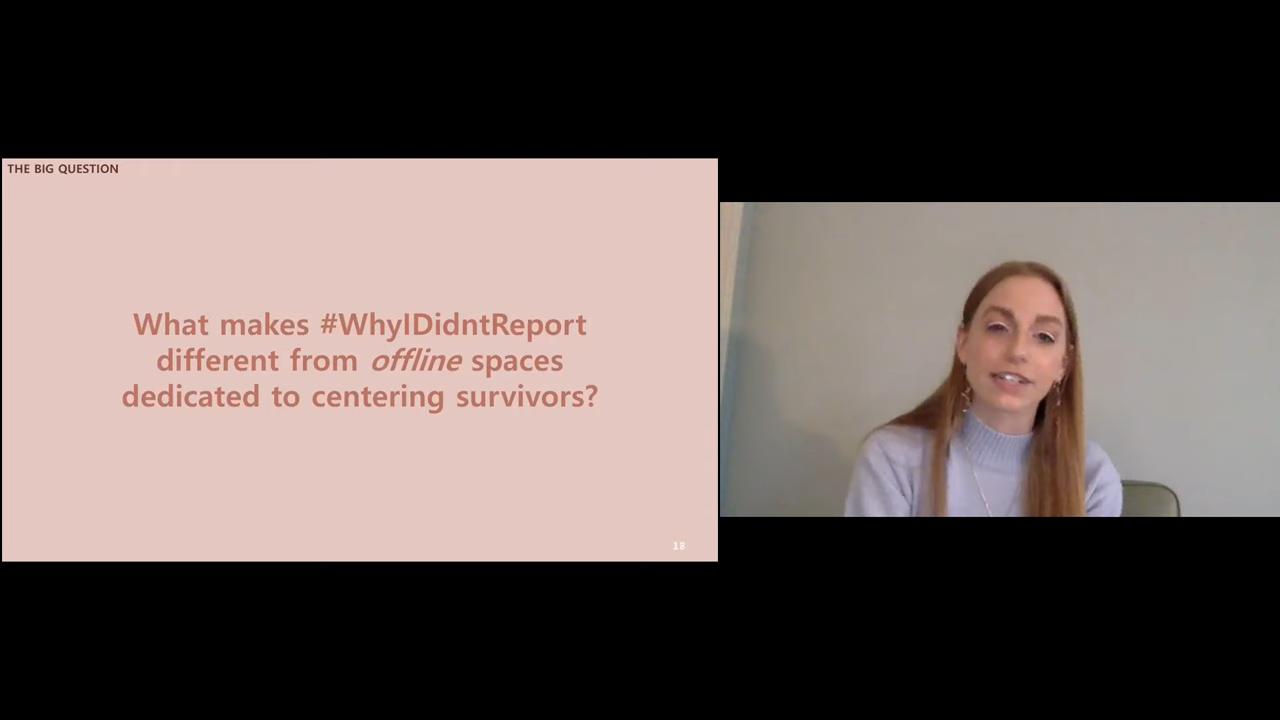 THE BIG QUESTION
What makes #WhyIDidntReport
different from offline spaces
dedicated to centering survivors?
18